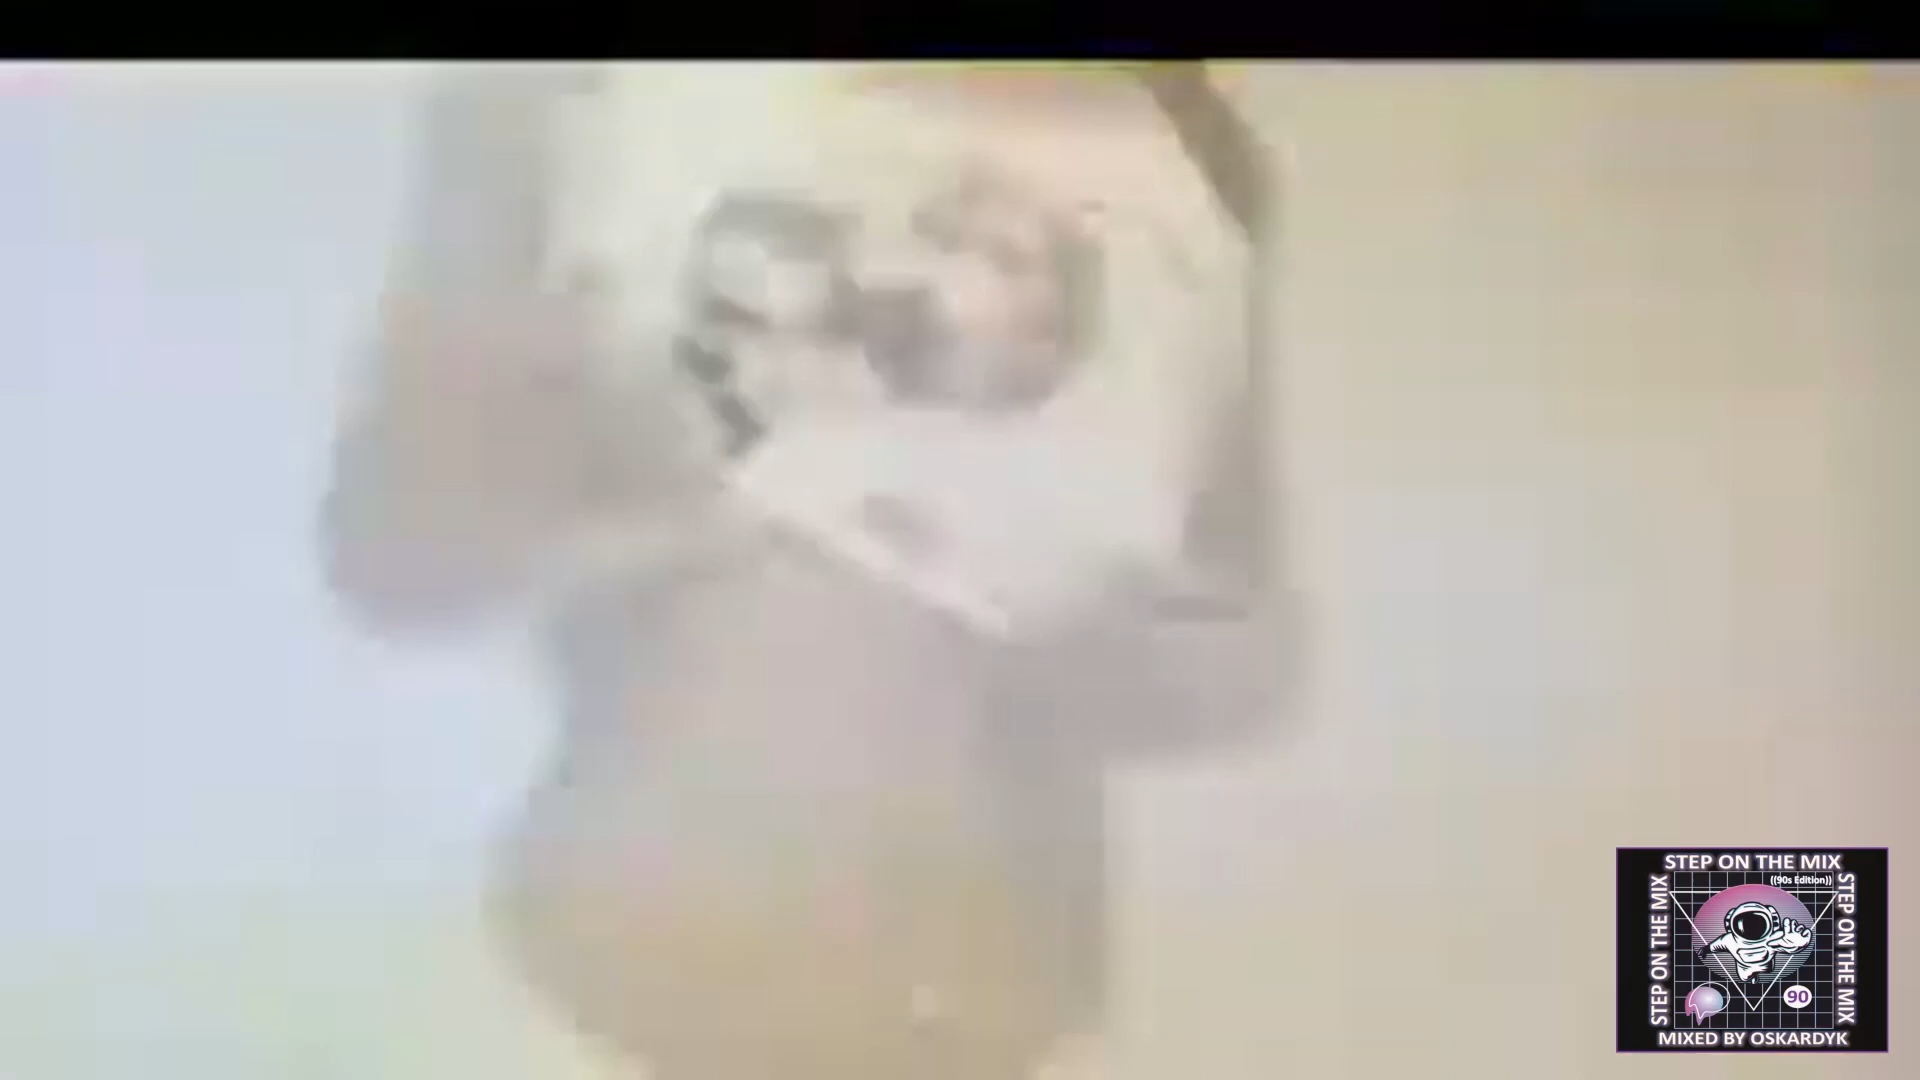 STEP ON THE MIX
((90s Edition))
STEP ON THE MIX
STEP ON THE MIX
90
MIXED BY OSKARDYK